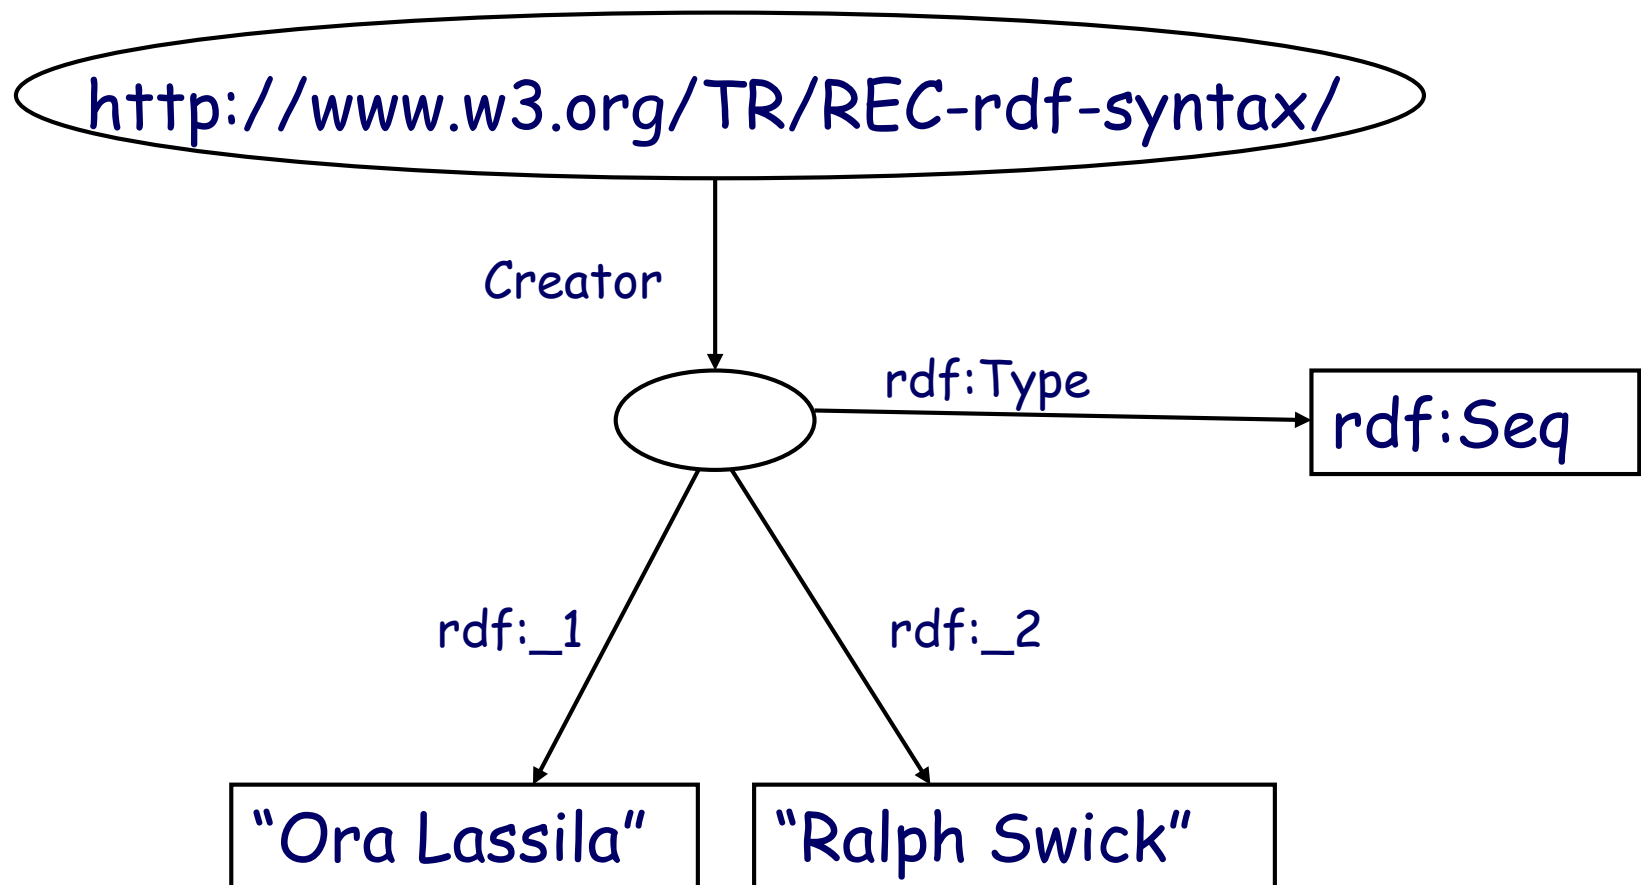 http://www.w3.org/TR/REC-rdf-syntax/
Creator
rdf:Type
rdf:Seq
rdf:_1
rdf:_2
“Ora Lassila”
“Ralph Swick”